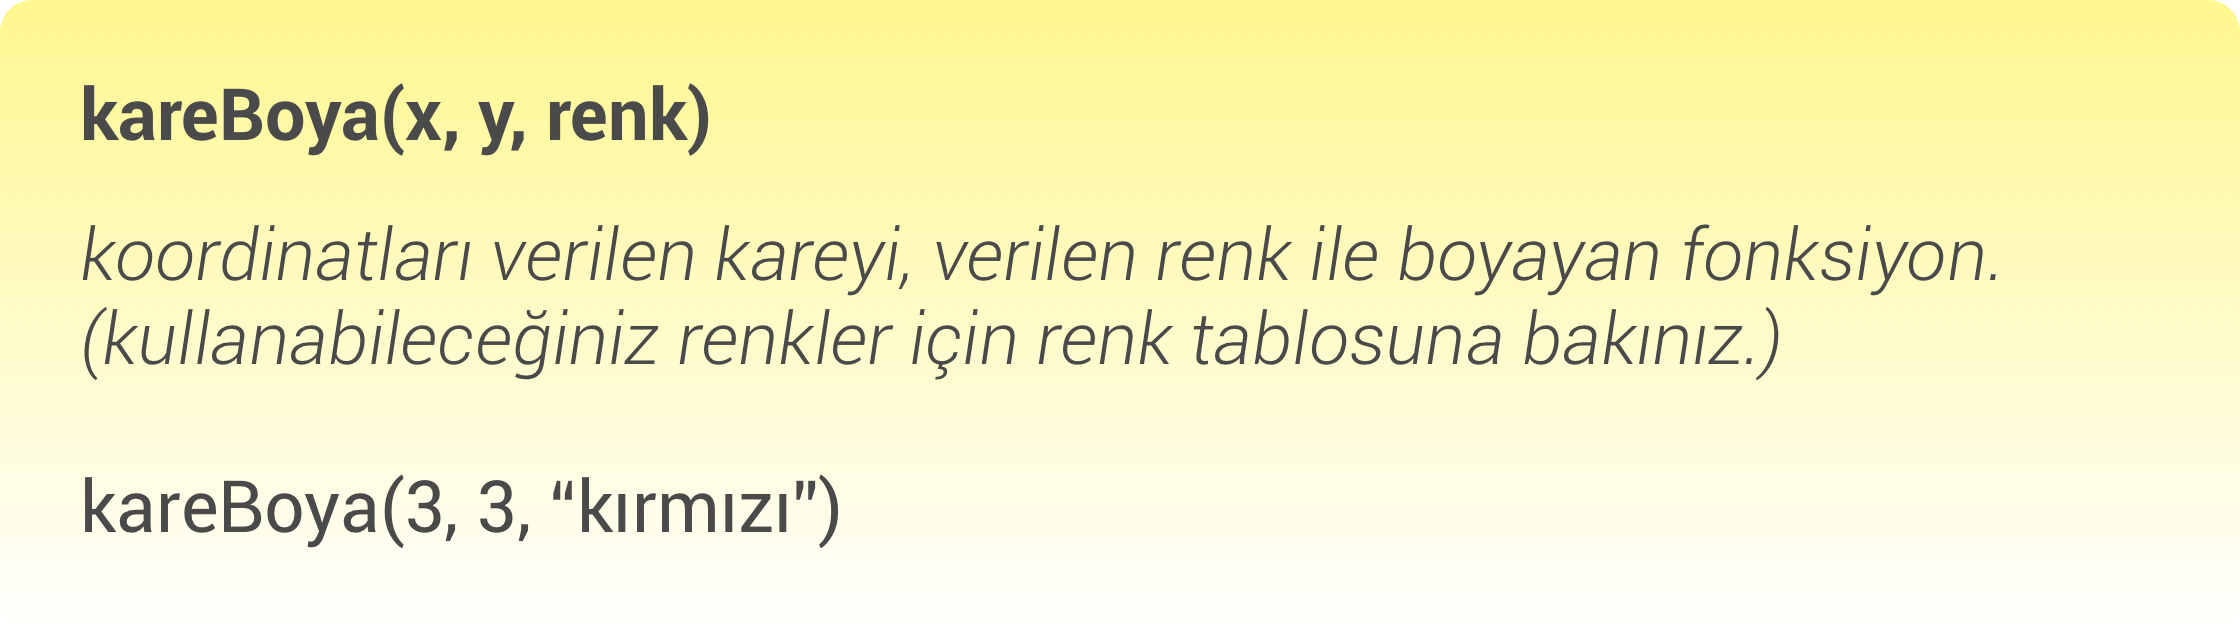 kareBoya(x, y, renk)
koordinatları verilen kareyi, verilen renk ile boyayan fonksiyon.
(kullanabileceğiniz renkler için renk tablosuna bakınız.)
kareBoya(3, 3, “kırmızı”)